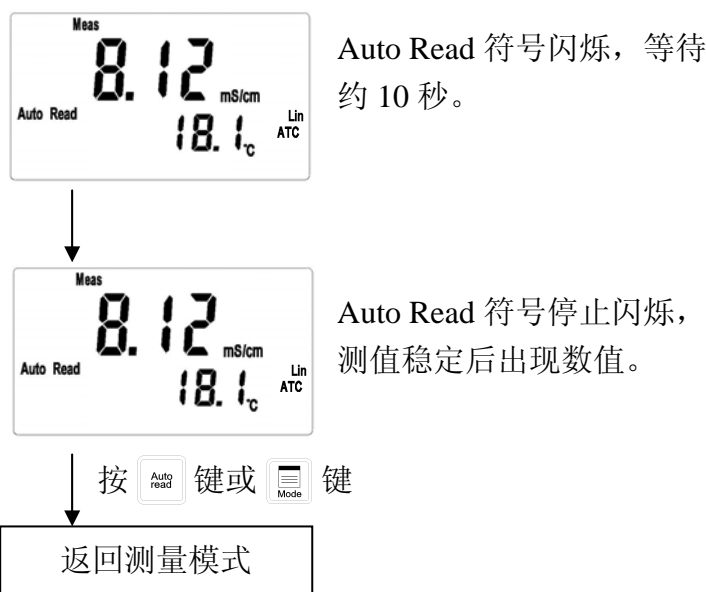 Meas
8.12 mS/cm
Auto Read
18.1 ℃
Lin
ATC
Auto Read 符号闪烁，等待
约 10 秒。
Meas
8.12 mS/cm
Auto Read
18.1 ℃
Lin
ATC
Auto Read 符号停止闪烁，
测值稳定后出现数值。
按 Auto read 键或 Mode 键
返回测量模式